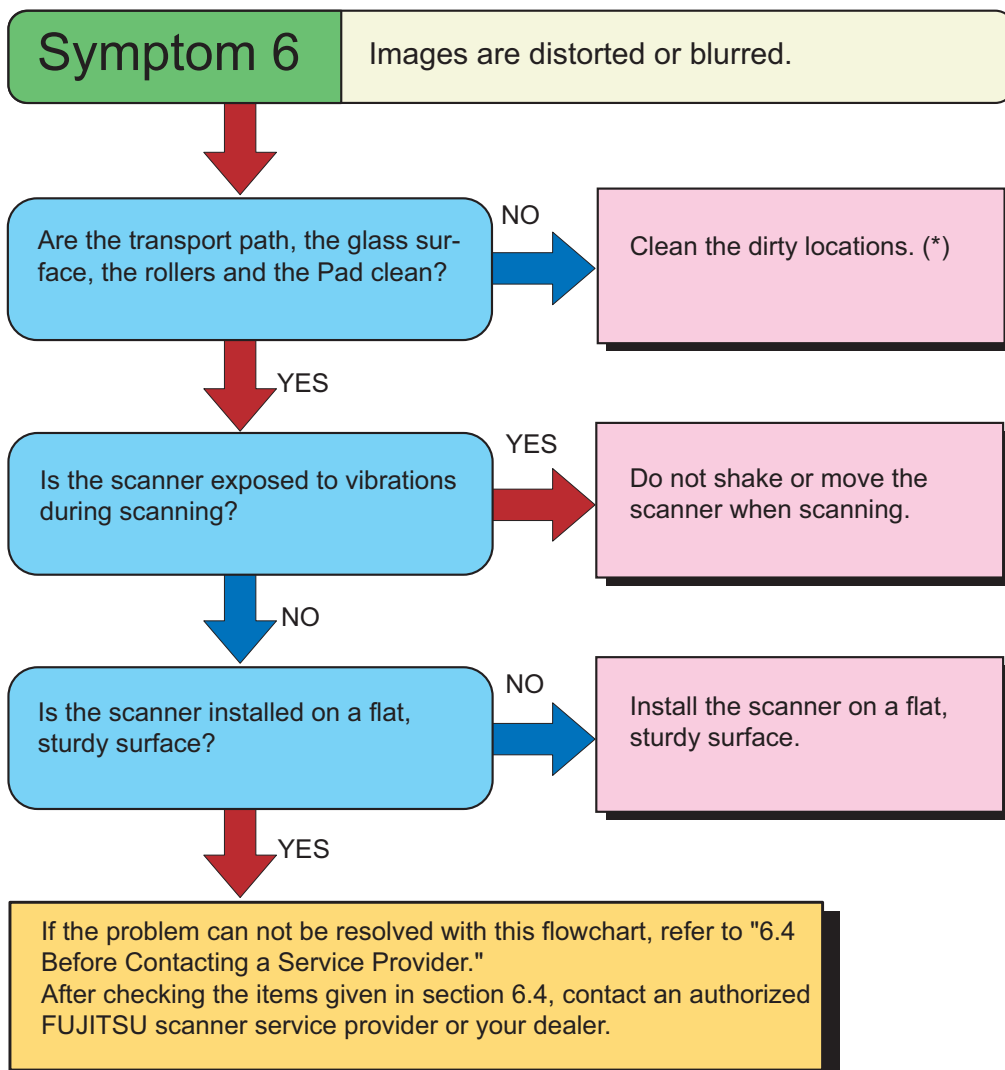 Symptom 6
Images are distorted or blurred.
Are the transport path, the glass sur-
face, the rollers and the Pad clean?
NO
Clean the dirty locations. (*)
YES
Is the scanner exposed to vibrations
during scanning?
YES
Do not shake or move the
scanner when scanning.
NO
Is the scanner installed on a flat,
sturdy surface?
NO
Install the scanner on a flat,
sturdy surface.
YES
If the problem can not be resolved with this flowchart, refer to "6.4
Before Contacting a Service Provider."
After checking the items given in section 6.4, contact an authorized
FUJITSU scanner service provider or your dealer.